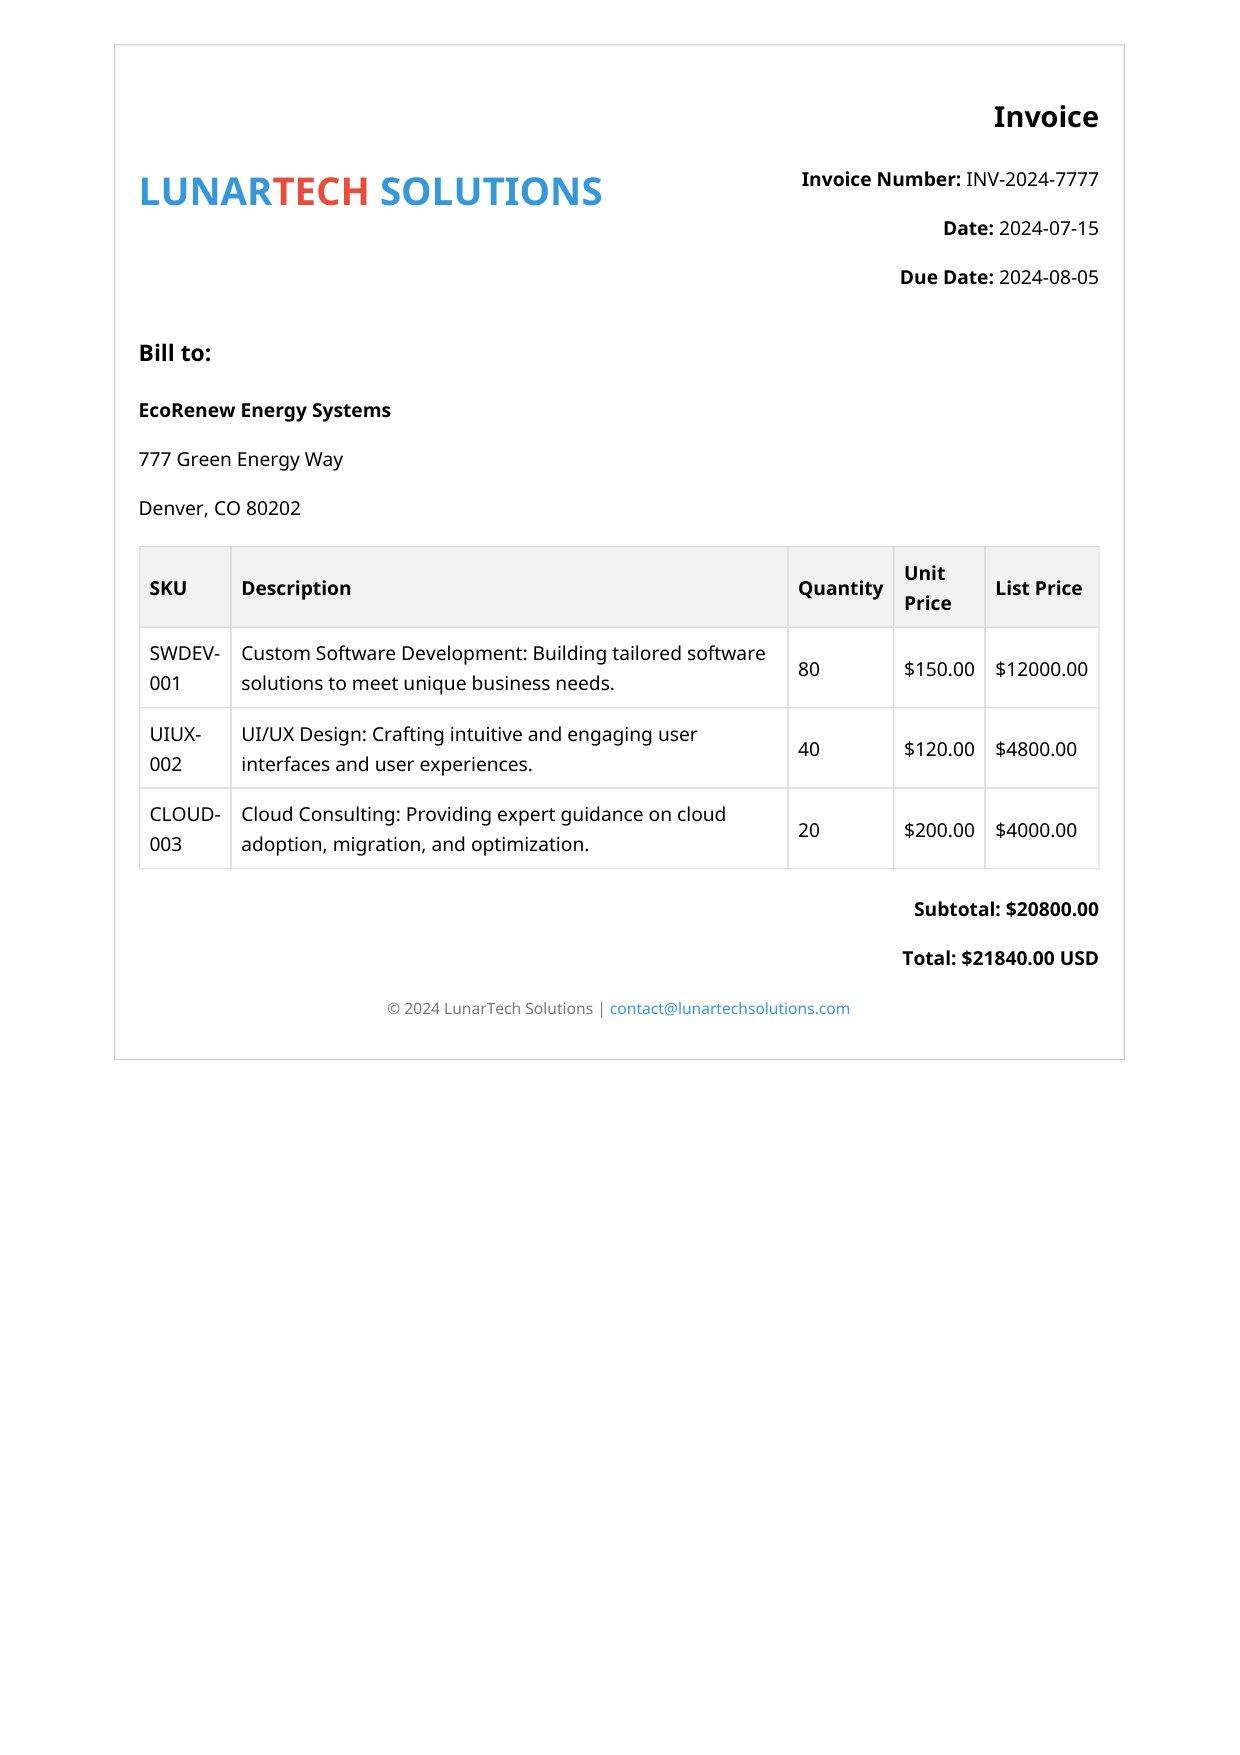 Invoice
LUNARTECH SOLUTIONS
Invoice Number: INV-2024-7777
Date: 2024-07-15
Due Date: 2024-08-05
Bill to:
EcoRenew Energy Systems
777 Green Energy Way
Denver, CO 80202
SKU Description Quantity Unit Price List Price
SWDEV-001 Custom Software Development: Building tailored software solutions to meet unique business needs. 80 $150.00 $12000.00
UIUX-002 UI/UX Design: Crafting intuitive and engaging user interfaces and user experiences. 40 $120.00 $4800.00
CLOUD-003 Cloud Consulting: Providing expert guidance on cloud adoption, migration, and optimization. 20 $200.00 $4000.00
Subtotal: $20800.00
Total: $21840.00 USD
© 2024 LunarTech Solutions | contact@lunartechsolutions.com